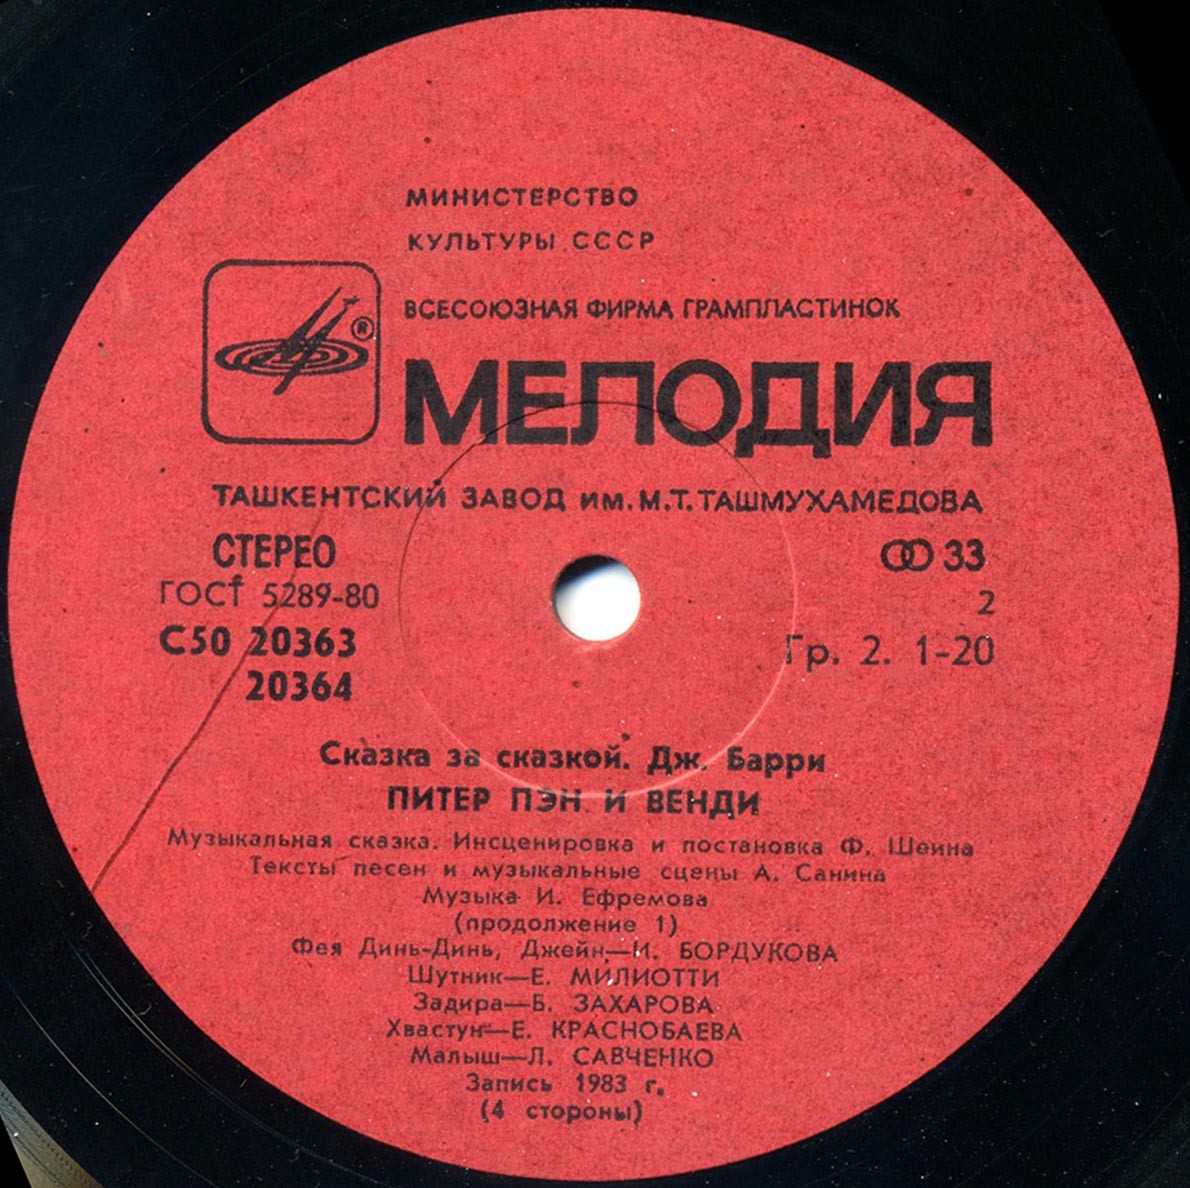 МИНИСТЕРСТВО
КУЛЬТУРЫ СССР
ВСЕСОЮЗНАЯ ФИРМА ГРАМПЛАСТИНОК
®
МЕЛОДИЯ
ТАШКЕНТСКИЙ ЗАВОД ИМ. М.Т. ТАШМУХАМЕДОВА
СТЕРЕО
33
ГОСТ 5289-80
2
С50 20363
20364
Гр. 2. 1-20
Сказка за сказкой. Дж. Барри
ПИТЕР ПЭН И ВЕНДИ
Музыкальная сказка. Инсценировка и постановка Ф. Шеина
Тексты песен и музыкальные сцены А. Санина
Музыка И. Ефремова
(продолжение 1)
Фея Динь-Динь, Джейн—И. БОРДУКОВА
Шутник—Е. МИЛИОТТИ
Задира—Б. ЗАХАРОВА
Хвастун—Е. КРАСНОБАЕВА
Малыш—Л. САВЧЕНКО
Запись 1983 г.
(4 стороны)